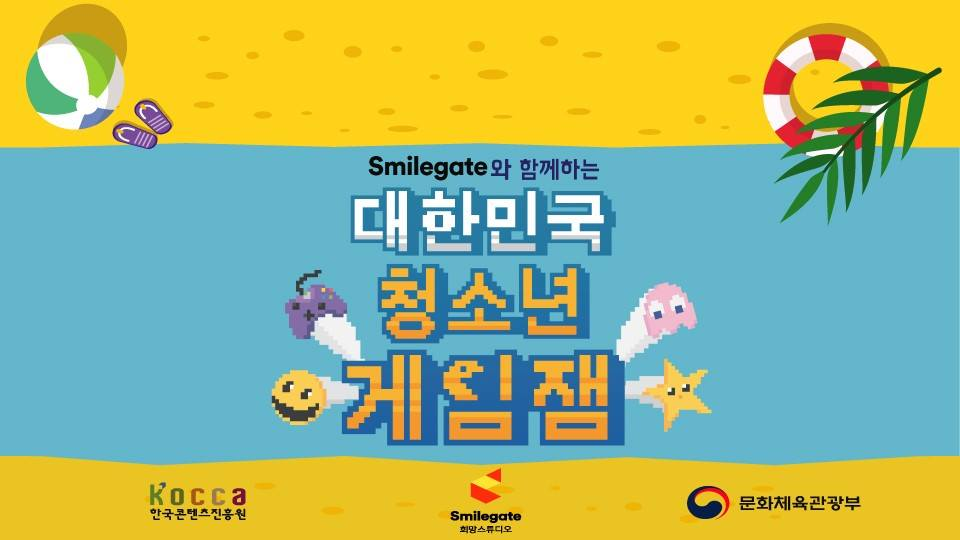 Smilegate와 함께하는
대한민국
청소년
게임잼
Kocca
한국콘텐츠진흥원
Smilegate
희망스튜디오
문화체육관광부